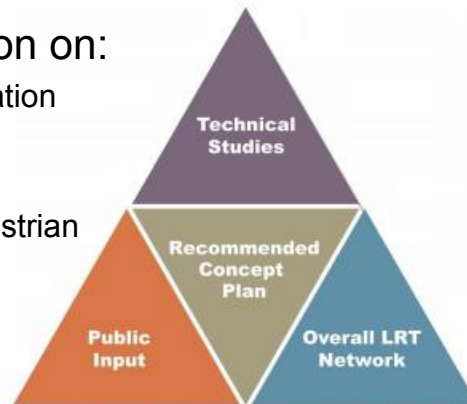 on on:
ation
strian
Technical
Studies
Recommended
Concept
Plan
Public
Input
Overall LRT
Network